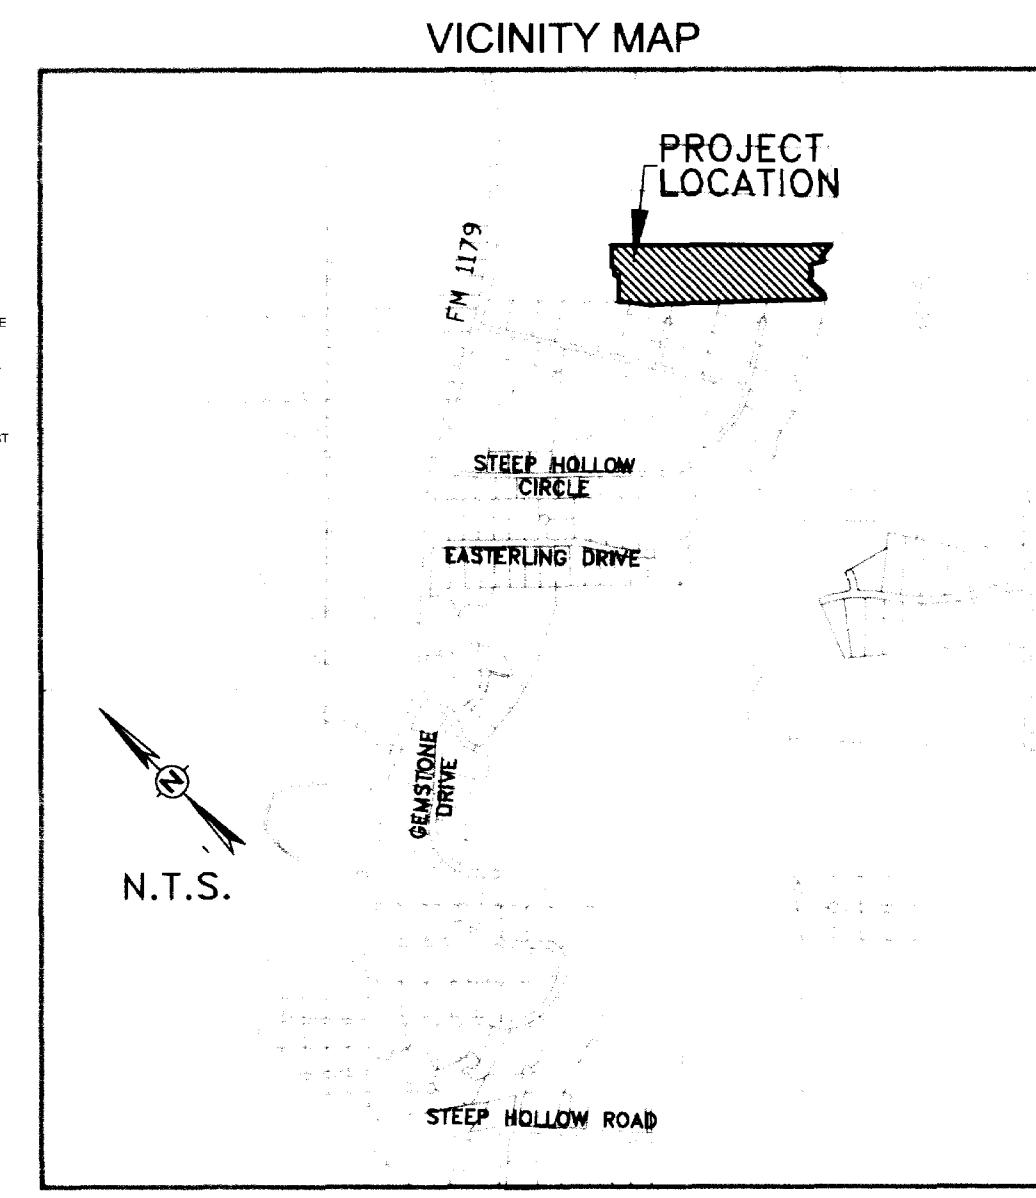 VICINITY MAP
PROJECT
LOCATION
FM 1179
E
STEEP HOLLOW
CIRCLE
EASTERLING DRIVE
GEMSTONE
DRIVE
N
N.T.S.
STEEP HOLLOW ROAD